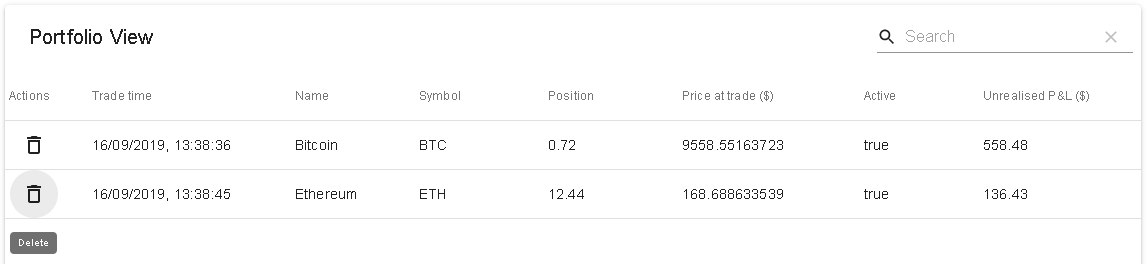 Portfolio View
Search
Actions Trade time Name Symbol Position Price at trade ($) Active Unrealised P&L ($)
16/09/2019, 13:38:36 Bitcoin BTC 0.72 9558.55163723 true 558.48
16/09/2019, 13:38:45 Ethereum ETH 12.44 168.688633539 true 136.43
Delete